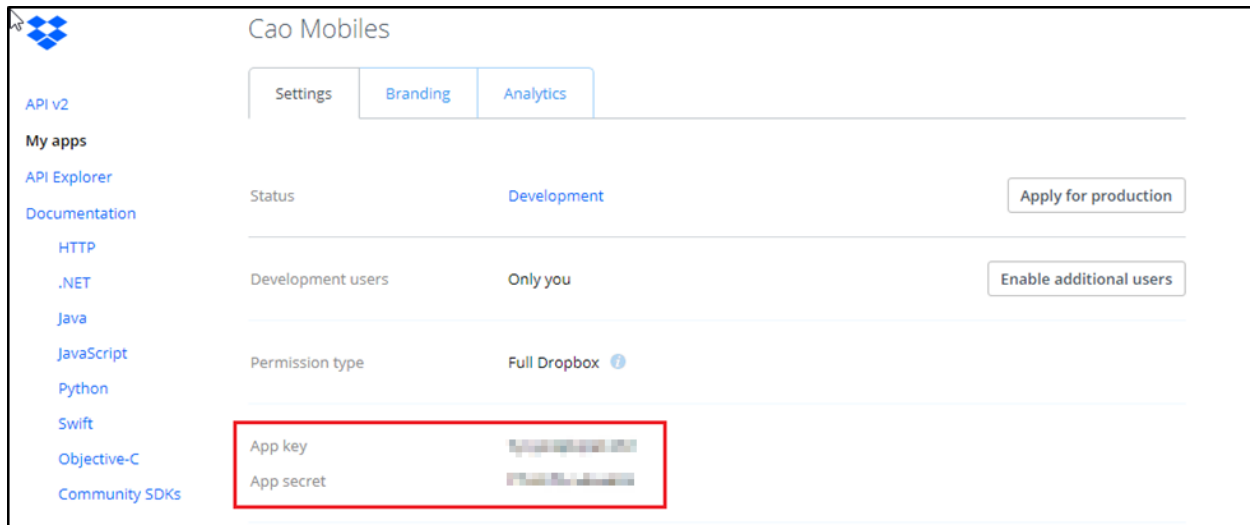 Cao Mobiles
Settings Branding Analytics
API v2
My apps
API Explorer
Documentation
HTTP
.NET
Java
JavaScript
Python
Swift
Objective-C
Community SDKs
Status Development Apply for production
Development users Only you Enable additional users
Permission type Full Dropbox i
App key
App secret